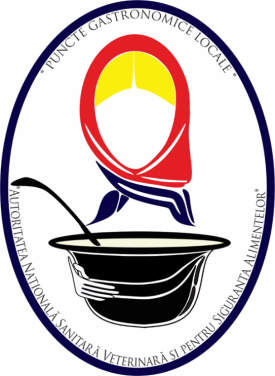 * PUNCTE GASTRONOMICE LOCALE *
*AUTORITATEA NAȚIONALĂ SANITARĂ VETERINARĂ ȘI PENTRU SIGURANȚA ALIMENTELOR*